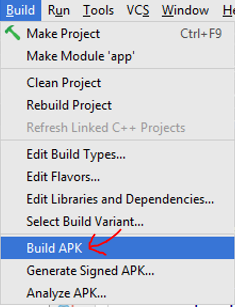 Build Run Tools VCS Window
Make Project Ctrl+F9
Make Module 'app'
Clean Project
Rebuild Project
Refresh Linked C++ Projects
Edit Build Types...
Edit Flavors...
Edit Libraries and Dependencies...
Select Build Variant...
Build APK
Generate Signed APK...
Analyze APK...